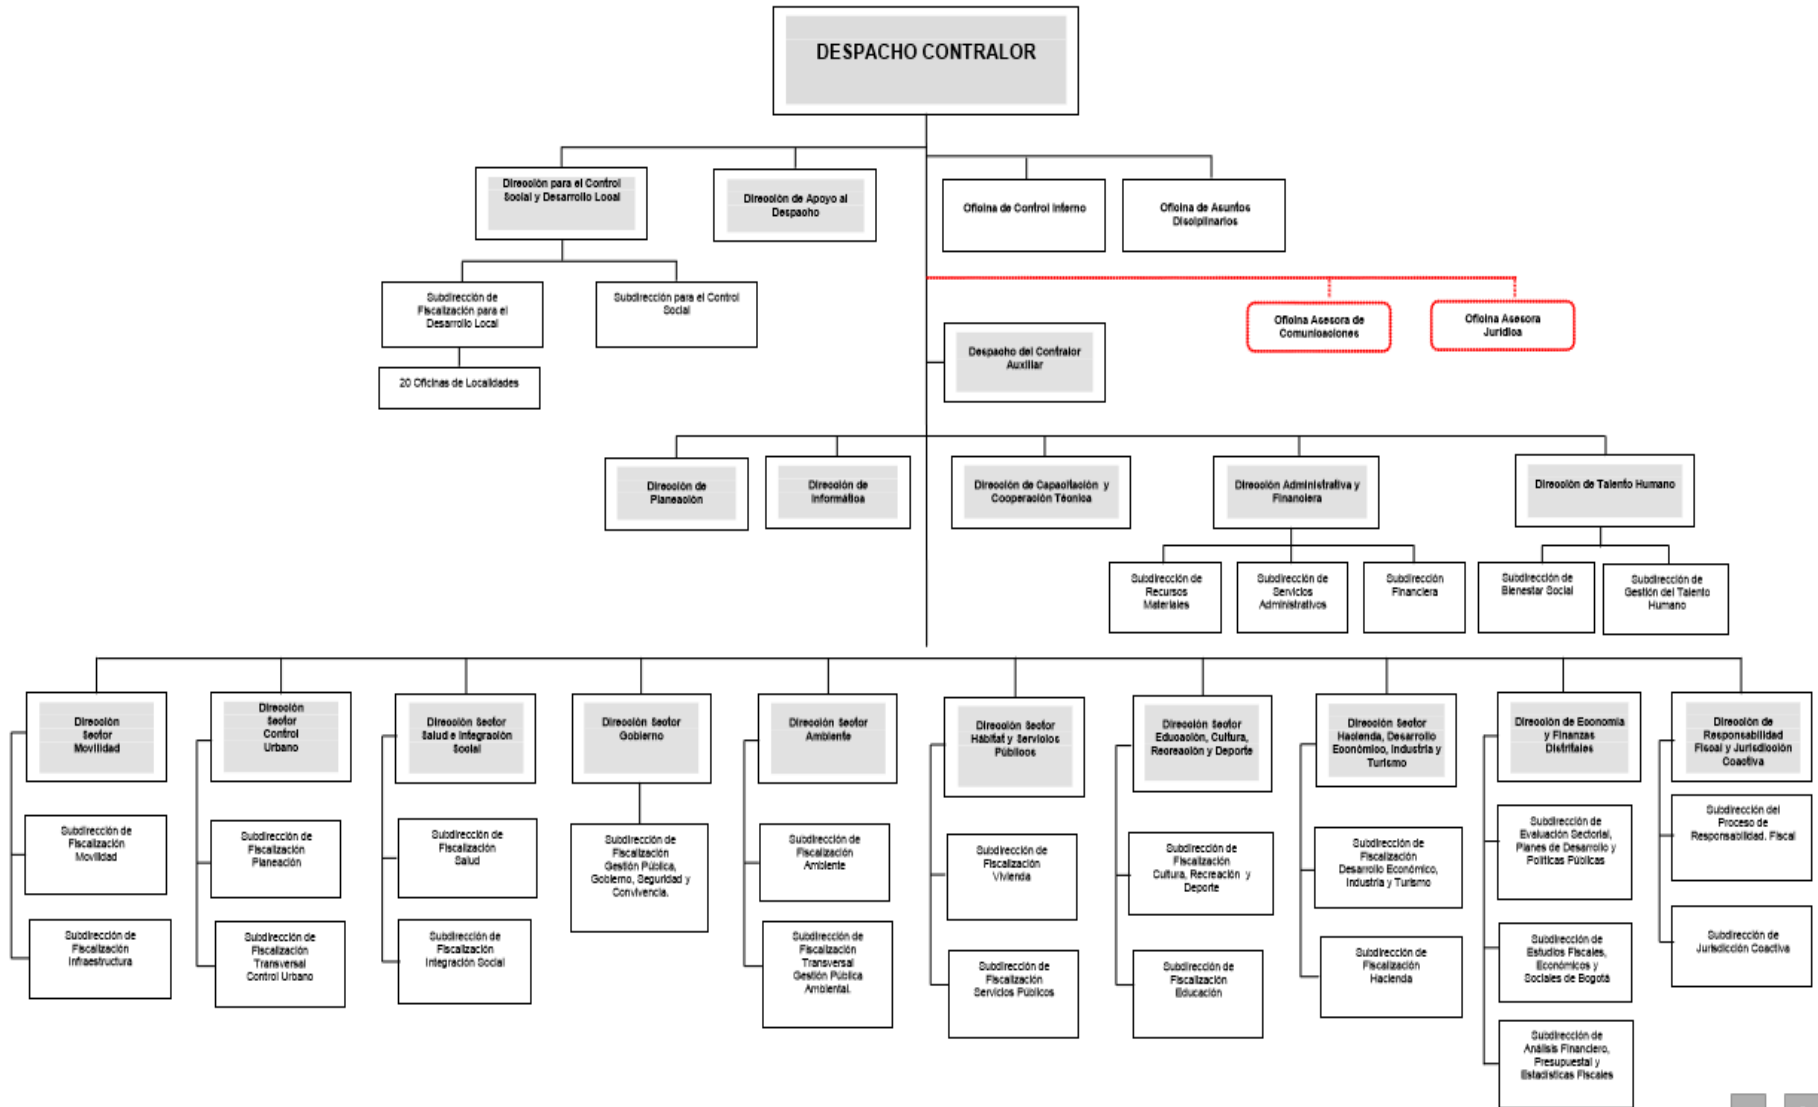 DESPACHO CONTRALOR
Dirección para el Control
Social y Desarrollo Local
Dirección de Apoyo al
Despacho
Oficina de Control Interno
Oficina de Asuntos
Disciplinarios
Subdirección de
Fiscalización para el
Desarrollo Local
Subdirección para el Control
Social
20 Oficinas de Localidades
Oficina Asesora de
Comunicaciones
Oficina Asesora
Jurídica
Despacho del Contralor
Auxiliar
Dirección de
Planeación
Dirección de
Informática
Dirección de Capacitación y
Cooperación Técnica
Dirección Administrativa y
Financiera
Dirección de Talento Humano
Subdirección de
Recursos
Materiales
Subdirección de
Servicios
Administrativos
Subdirección
Financiera
Subdirección de
Bienestar Social
Subdirección de
Gestión del Talento
Humano
Dirección
Sector
Movilidad
Dirección
Sector
Control
Urbano
Dirección Sector
Salud e Integración
Social
Dirección Sector
Gobierno
Dirección Sector
Ambiente
Dirección Sector
Hábitat y Servicios
Públicos
Dirección Sector
Educación, Cultura,
Recreación y Deporte
Dirección Sector
Hacienda, Desarrollo
Económico, Industria y
Turismo
Dirección de Economía
y Finanzas
Distritales
Dirección de
Responsabilidad
Fiscal y Jurisdicción
Coactiva
Subdirección de
Fiscalización
Movilidad
Subdirección de
Fiscalización
Planeación
Subdirección de
Fiscalización
Salud
Subdirección de
Fiscalización
Gestión Pública,
Gobierno, Seguridad y
Convivencia.
Subdirección de
Fiscalización
Ambiente
Subdirección de
Fiscalización
Vivienda
Subdirección de
Fiscalización
Cultura, Recreación y
Deporte
Subdirección de
Fiscalización
Desarrollo Económico,
Industria y Turismo
Subdirección de
Evaluación Sectorial,
Planes de Desarrollo y
Políticas Públicas
Subdirección del
Proceso de
Responsabilidad. Fiscal
Subdirección de
Fiscalización
Infraestructura
Subdirección de
Fiscalización
Transversal
Control Urbano
Subdirección de
Fiscalización
Integración Social
Subdirección de
Fiscalización
Transversal
Gestión Pública
Ambiental.
Subdirección de
Fiscalización
Servicios Públicos
Subdirección de
Fiscalización
Educación
Subdirección de
Fiscalización
Hacienda
Subdirección de
Estudios Fiscales,
Económicos y
Sociales de Bogotá
Subdirección de
Jurisdicción Coactiva
Subdirección de
Análisis Financiero,
Presupuestal y
Estadísticas Fiscales